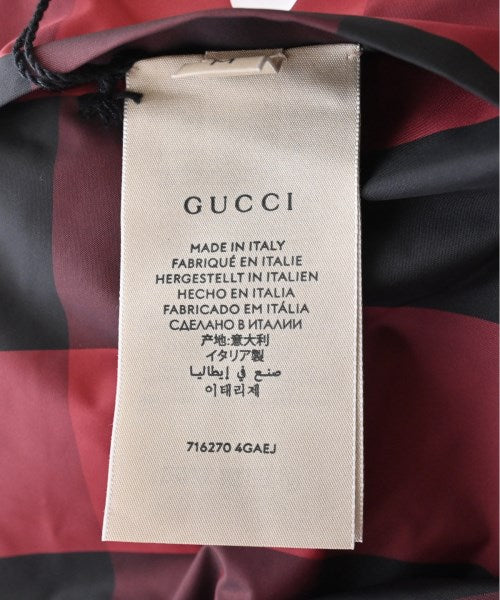 GUCCI
MADE IN ITALY
FABRIQUÉ EN ITALIE
HERGESTELLT IN ITALIEN
HECHO EN ITALIA
FABRICADO EM ITÁLIA
СДЕЛАНО В ИТАЛИИ
产地:意大利
イタリア製
صنع في إيطاليا
이태리제
716270 4GAEJ